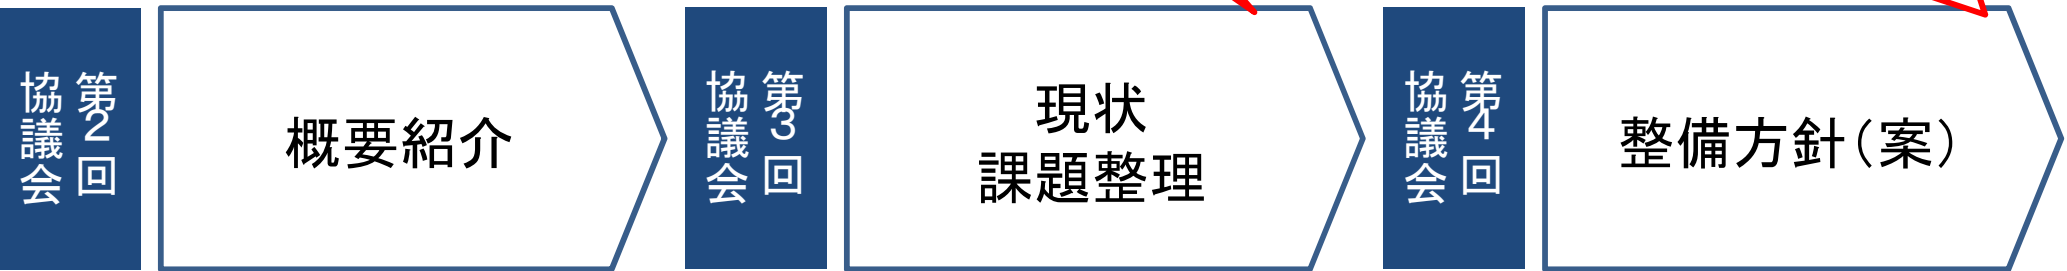 第2回
協議会
概要紹介
第3回
協議会
現状
課題整理
第4回
協議会
整備方針（案）